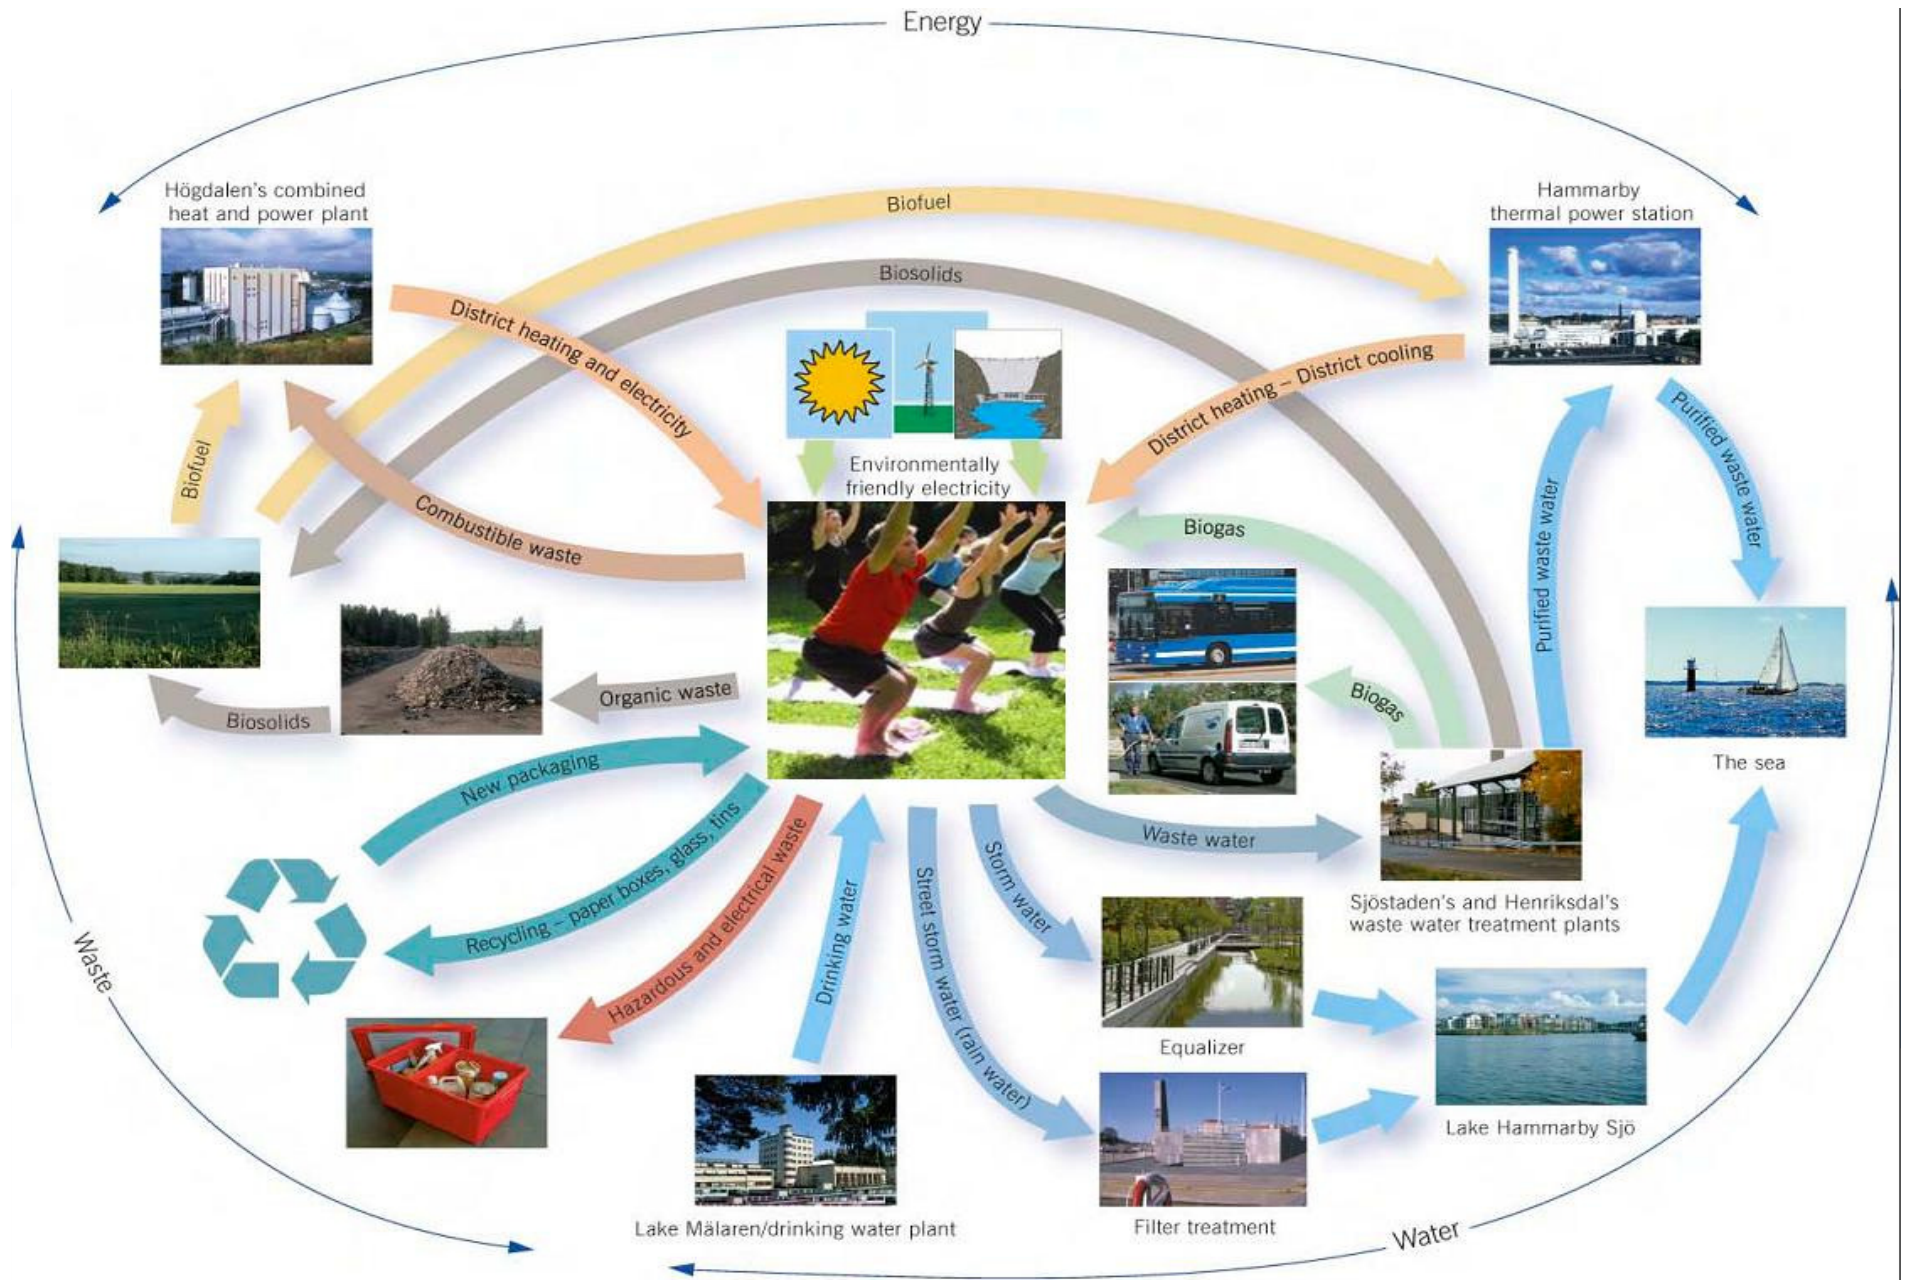 Energy
Högdalen's combined
heat and power plant
Hammarby
thermal power station
Biofuel
Biosolids
District heating and electricity
District heating – District cooling
Purified waste water
Biofuel
Combustible waste
Environmentally
friendly electricity
Biogas
Purified waste water
Biogas
Organic waste
Biosolids
The sea
New packaging
Recycling – paper boxes, glass, tins
Hazardous and electrical waste
Drinking water
Street storm water (rain water)
Storm water
Waste water
Sjöstaden's and Henriksdal's
waste water treatment plants
Waste
Equalizer
Lake Hammarby Sjö
Lake Mälaren/drinking water plant
Filter treatment
Water